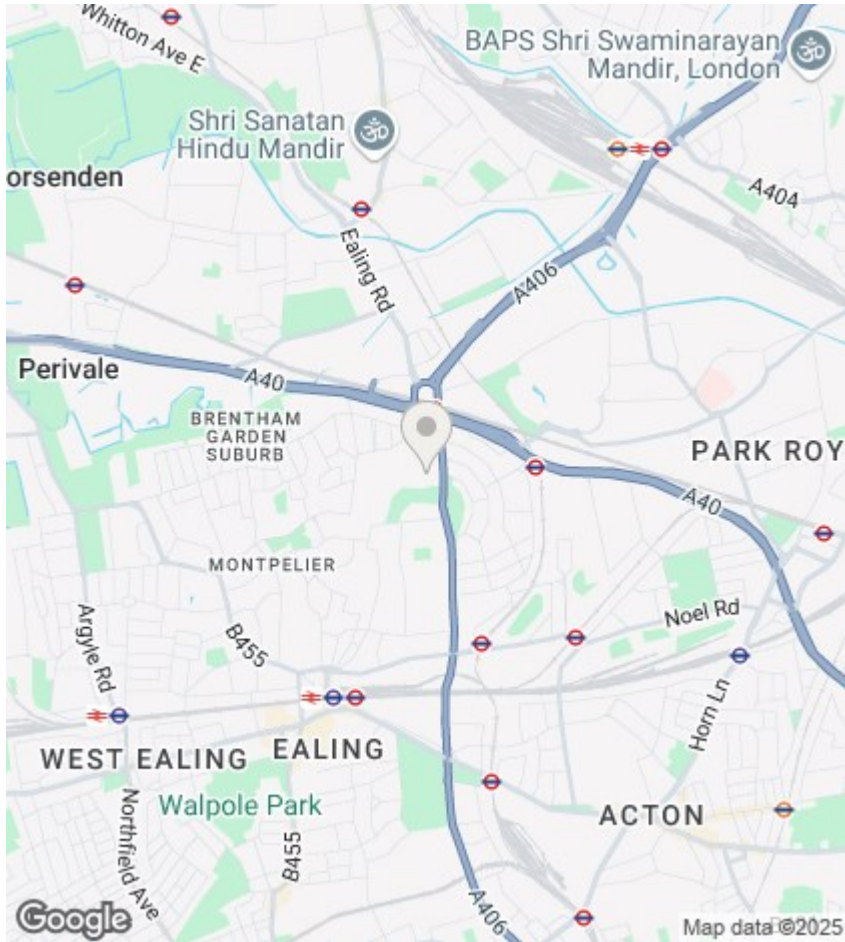 Whitton Ave E
BAPS Shri Swaminarayan
Mandir, London
Shri Sanatan
Hindu Mandir
orsenden
A404
Ealing Rd
A406
Perivale
A40
BRENTHAM
GARDEN
SUBURB
PARK ROY
A40
MONTPELIER
Argyle Rd
B455
Noel Rd
Horn Ln
WEST EALING
EALING
Walpole Park
ACTON
Northfield Ave
B455
A406
Google
Map data ©2025